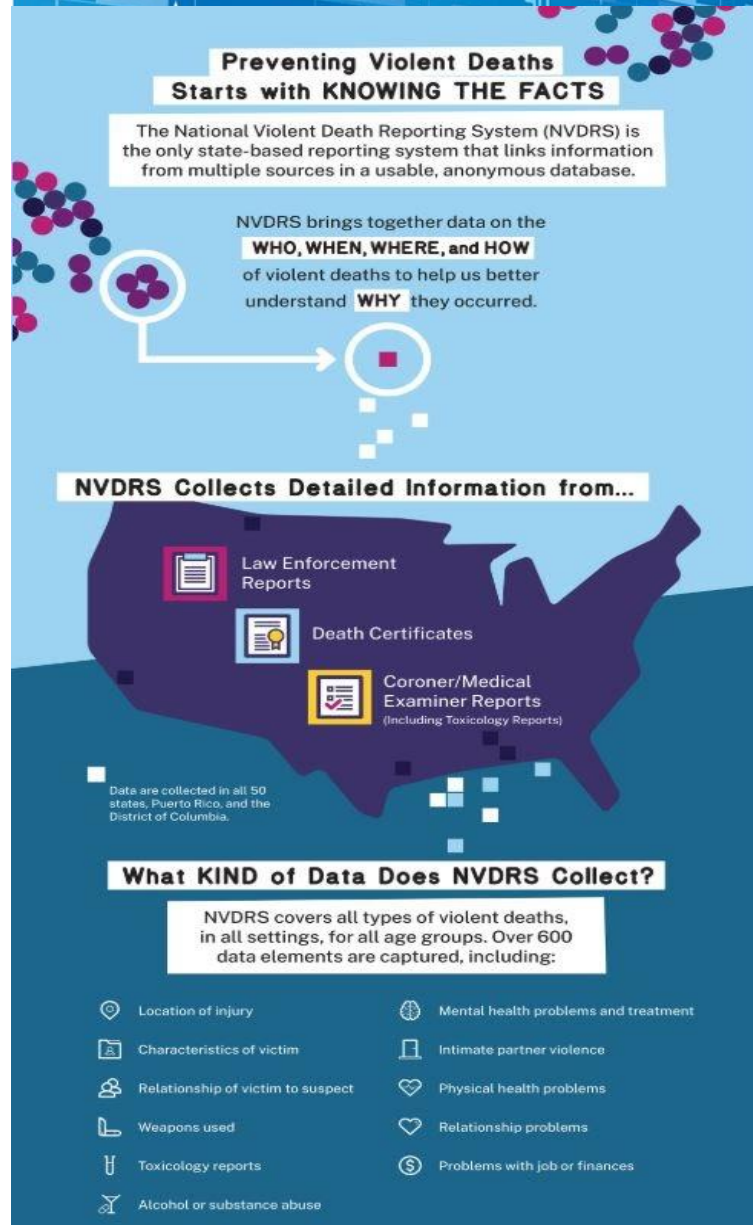 Preventing Violent Deaths
Starts with KNOWING THE FACTS
The National Violent Death Reporting System (NVDRS) is
the only state-based reporting system that links information
from multiple sources in a usable, anonymous database.
NVDRS brings together data on the
WHO, WHEN, WHERE, and HOW
of violent deaths to help us better
understand WHY they occurred.
NVDRS Collects Detailed Information from...
Law Enforcement
Reports
Death Certificates
Coroner/Medical
Examiner Reports
(Including Toxicology Reports)
Data are collected in all 50
states, Puerto Rico, and the
District of Columbia.
What KIND of Data Does NVDRS Collect?
NVDRS covers all types of violent deaths,
in all settings, for all age groups. Over 600
data elements are captured, including:
Location of injury
Characteristics of victim
Relationship of victim to suspect
Weapons used
Toxicology reports
Alcohol or substance abuse
Mental health problems and treatment
Intimate partner violence
Physical health problems
Relationship problems
Problems with job or finances